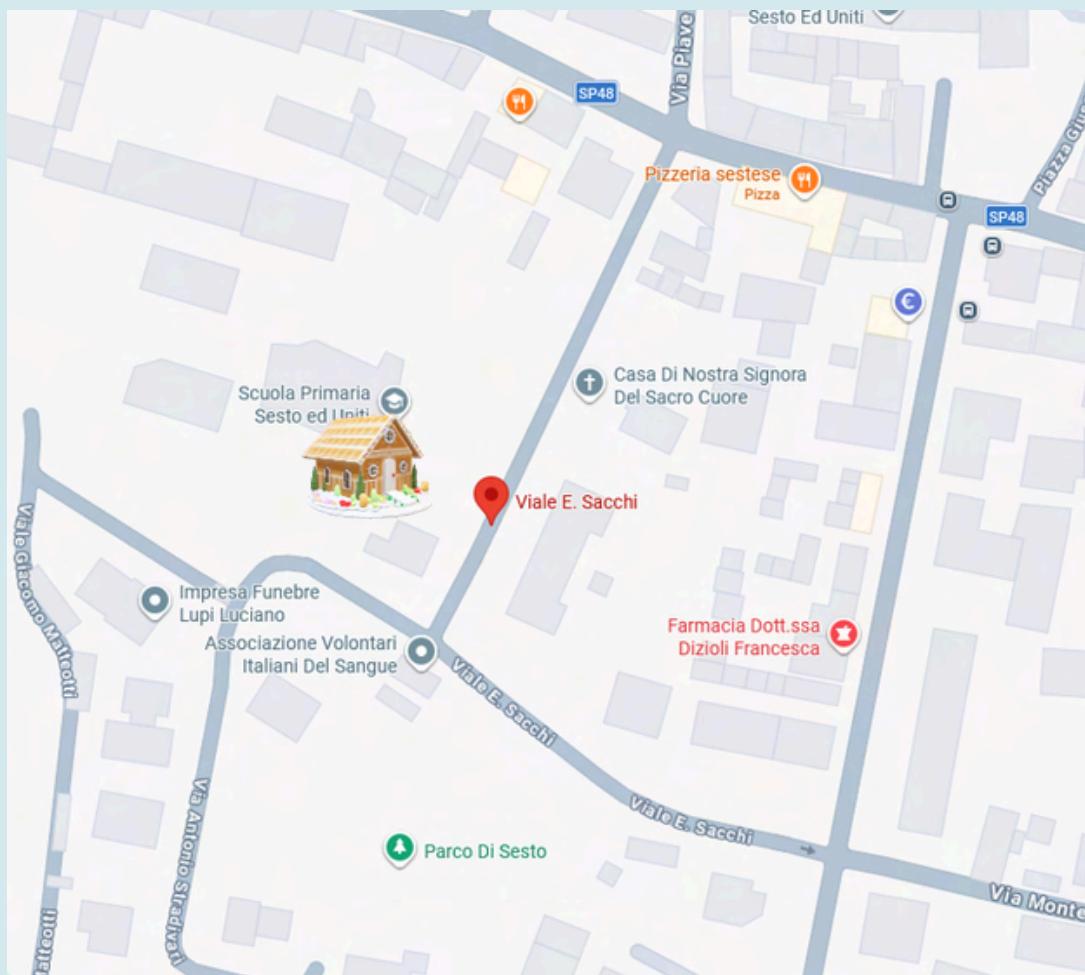 Sesto Ed Uniti
SP48
Via Piave
Pizzeria sestese
Pizza
Piazza Gius
SP48
€
Casa Di Nostra Signora
Del Sacro Cuore
Scuola Primaria
Sesto ed Uniti
Viale E. Sacchi
Viale Giacomo Matteotti
Impresa Funebre
Lupi Luciano
Associazione Volontari
Italiani Del Sangue
Farmacia Dott.ssa
Dizioli Francesca
Viale E. Sacchi
Viale E. Sacchi
Via Antonio Stradivari
Parco Di Sesto
Via Monte
Matteotti